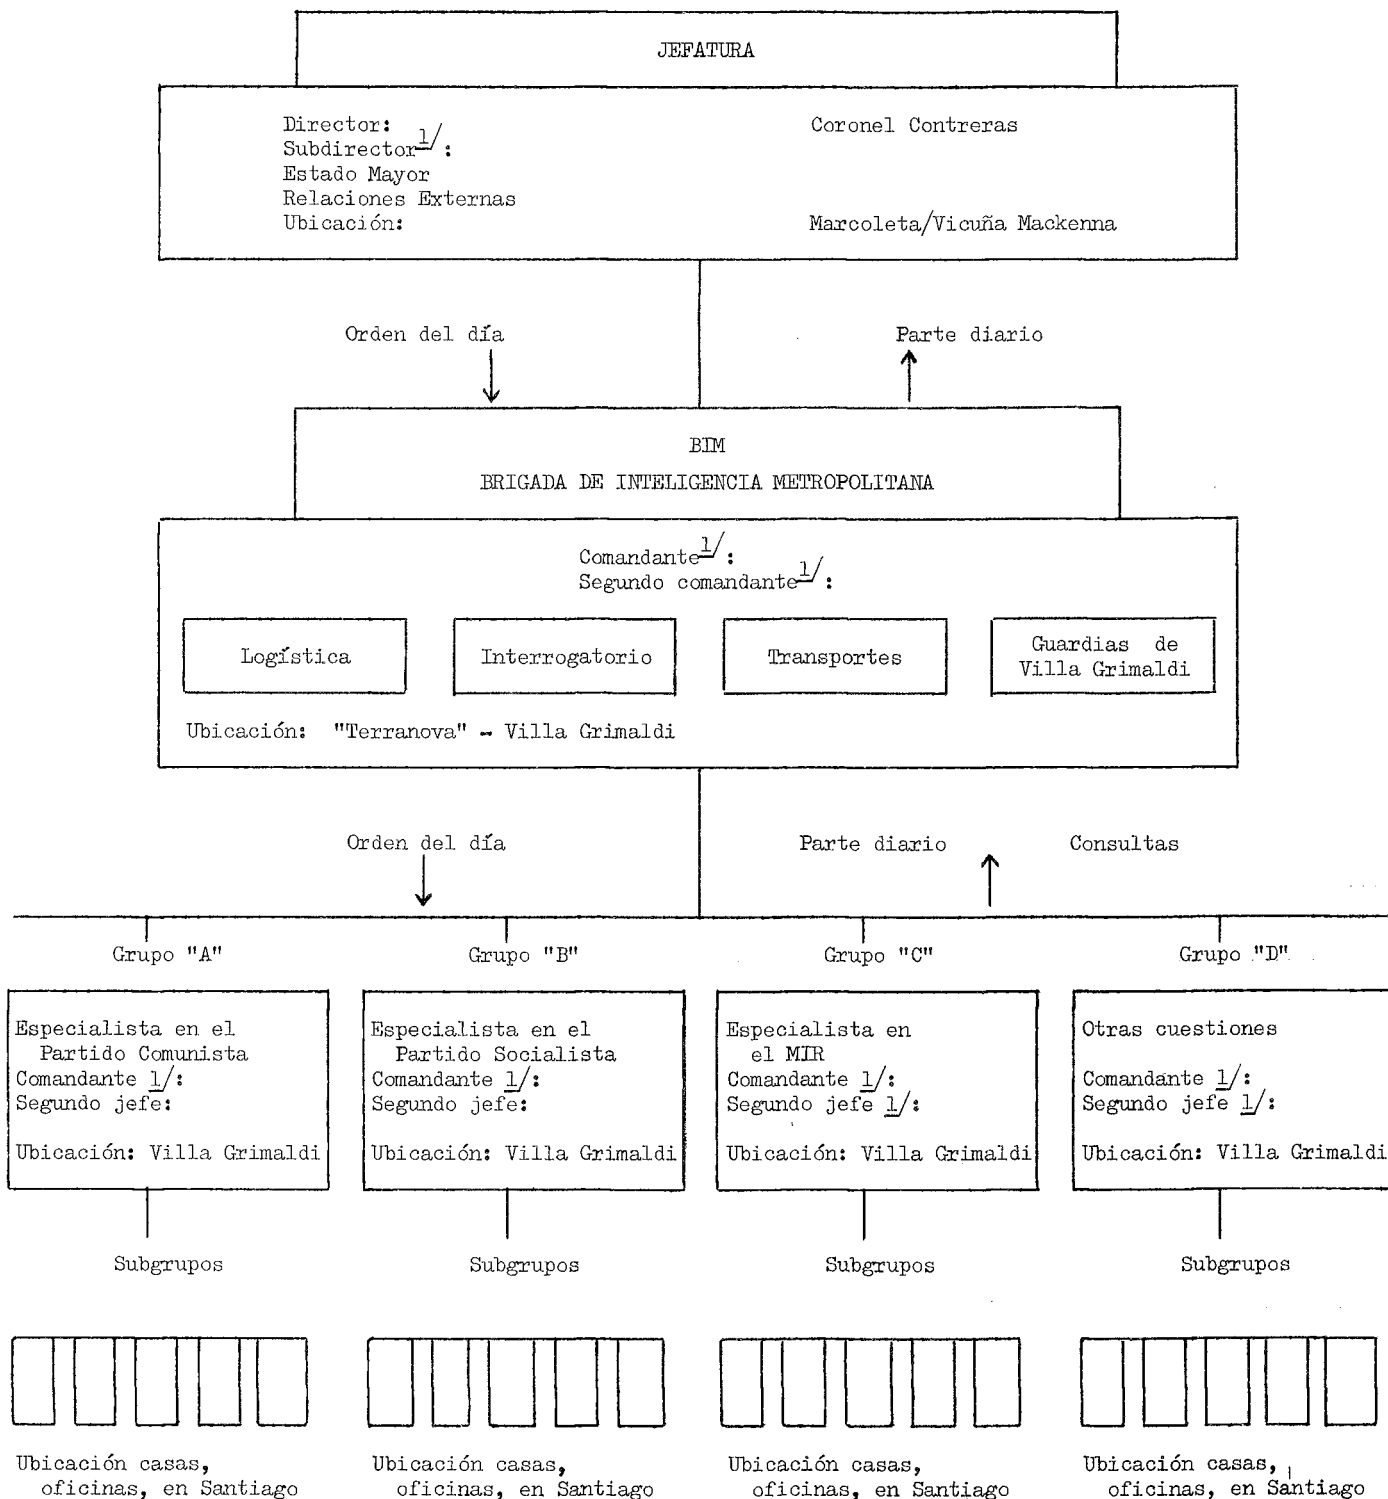 JEFATURA
Director: Coronel Contreras
Subdirector 1/:
Estado Mayor
Relaciones Externas
Ubicación: Marcoleta/Vicuña Mackenna
Orden del día
Parte diario
BIM
BRIGADA DE INTELIGENCIA METROPOLITANA
Comandante 1/:
Segundo comandante 1/:
Logística
Interrogatorio
Transportes
Guardias de
Villa Grimaldi
Ubicación: "Terranova" - Villa Grimaldi
Orden del día
Parte diario
Consultas
Grupo "A"
Especialista en el
Partido Comunista
Comandante 1/:
Segundo jefe:
Ubicación: Villa Grimaldi
Subgrupos
Ubicación casas,
oficinas, en Santiago
Grupo "B"
Especialista en el
Partido Socialista
Comandante 1/:
Segundo jefe:
Ubicación: Villa Grimaldi
Subgrupos
Ubicación casas,
oficinas, en Santiago
Grupo "C"
Especialista en
el MIR
Comandante 1/:
Segundo jefe 1/:
Ubicación: Villa Grimaldi
Subgrupos
Ubicación casas,
oficinas, en Santiago
Grupo "D"
Otras cuestiones
Comandante 1/:
Segundo jefe 1/:
Ubicación: Villa Grimaldi
Subgrupos
Ubicación casas,
oficinas, en Santiago